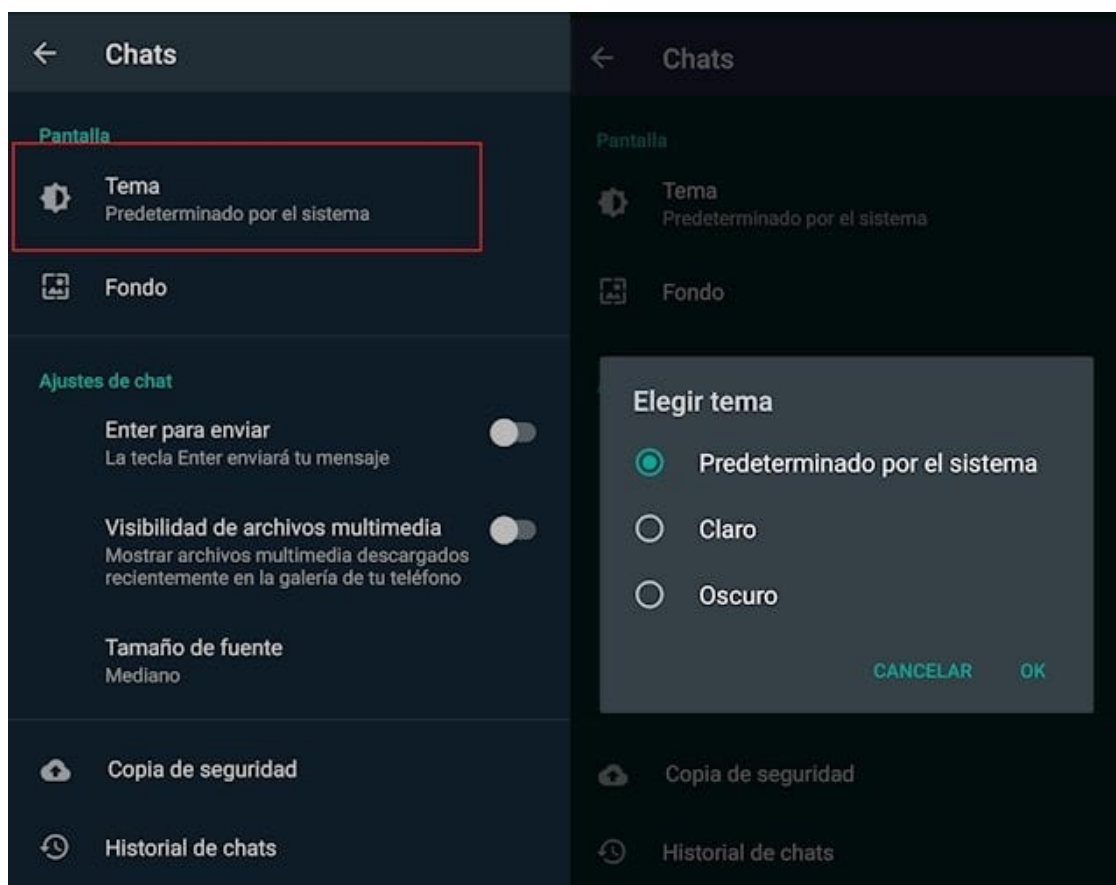 Chats
Pantalla
Tema
Predeterminado por el sistema
Fondo
Ajustes de chat
Enter para enviar
La tecla Enter enviará tu mensaje
Visibilidad de archivos multimedia
Mostrar archivos multimedia descargados
recientemente en la galería de tu teléfono
Tamaño de fuente
Mediano
Copia de seguridad
Historial de chats
Chats
Pantalla
Tema
Predeterminado por el sistema
Fondo
Elegir tema
Predeterminado por el sistema
Claro
Oscuro
CANCELAR OK
Copia de seguridad
Historial de chats